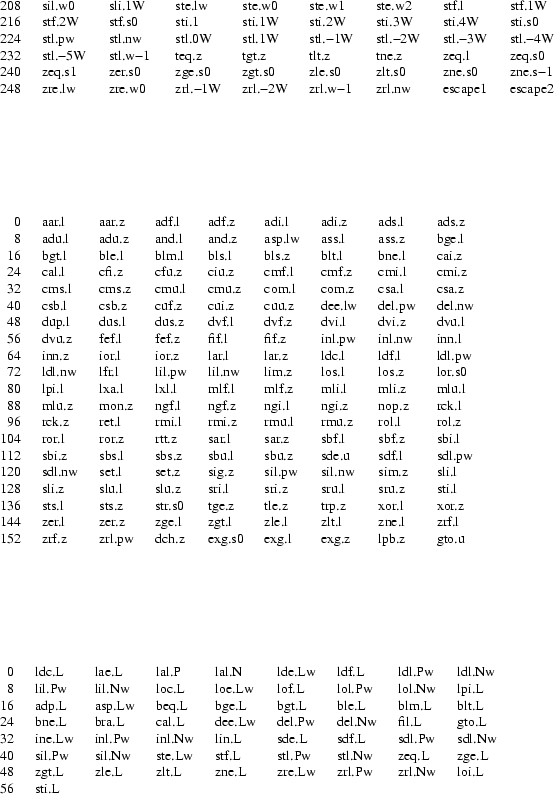 208 sil.w0 sli.1W ste.lw ste.w0 ste.w1 ste.w2 stf.l stf.1W
216 stf.2W stf.s0 sti.1 sti.1W sti.2W sti.3W sti.4W sti.s0
224 stl.pw stl.nw stl.0W stl.1W stl.−1W stl.−2W stl.−3W stl.−4W
232 stl.−5W stl.w−1 teq.z tgt.z tlt.z tne.z zeq.l zeq.s0
240 zeq.s1 zer.s0 zge.s0 zgt.s0 zle.s0 zlt.s0 zne.s0 zne.s−1
248 zre.lw zre.w0 zrl.−1W zrl.−2W zrl.w−1 zrl.nw escape1 escape2
0 aar.l aar.z adf.l adf.z adi.l adi.z ads.l ads.z
8 adu.l adu.z and.l and.z asp.lw ass.l ass.z bge.l
16 bgt.l ble.l blm.l bls.l bls.z blt.l bne.l cai.z
24 cal.l cfi.z cfu.z ciu.z cmf.l cmf.z cmi.l cmi.z
32 cms.l cms.z cmu.l cmu.z com.l com.z csa.l csa.z
40 csb.l csb.z cuf.z cui.z cuu.z dee.lw del.pw del.nw
48 dup.l dus.l dus.z dvf.l dvf.z dvi.l dvi.z dvu.l
56 dvu.z fef.l fef.z fif.l fif.z inl.pw inl.nw inn.l
64 inn.z ior.l ior.z lar.l lar.z ldc.l ldf.l ldl.pw
72 ldl.nw lfr.l lil.pw lil.nw lim.z los.l los.z lor.s0
80 lpi.l lxa.l lxl.l mlf.l mlf.z mli.l mli.z mlu.l
88 mlu.z mon.z ngf.l ngf.z ngi.l ngi.z nop.z rck.l
96 rck.z ret.l rmi.l rmi.z rmu.l rmu.z rol.l rol.z
104 ror.l ror.z rtt.z sar.l sar.z sbf.l sbf.z sbi.l
112 sbi.z sbs.l sbs.z sbu.l sbu.z sde.u sdf.l sdl.pw
120 sdl.nw set.l set.z sig.z sil.pw sil.nw sim.z sli.l
128 sli.z slu.l slu.z sri.l sri.z sru.l sru.z sti.l
136 sts.l sts.z str.s0 tge.z tle.z trp.z xor.l xor.z
144 zer.l zer.z zge.l zgt.l zle.l zlt.l zne.l zrf.l
152 zrf.z zrl.pw dch.z exg.s0 exg.l exg.z lpb.z gto.u
0 ldc.L lae.L lal.P lal.N lde.Lw ldf.L ldl.Pw ldl.Nw
8 lil.Pw lil.Nw loc.L loe.Lw lof.L lol.Pw lol.Nw lpi.L
16 adp.L asp.Lw beq.L bge.L bgt.L ble.L blm.L blt.L
24 bne.L bra.L cal.L dee.Lw del.Pw del.Nw fil.L gto.L
32 ine.Lw inl.Pw inl.Nw lin.L sde.L sdf.L sdl.Pw sdl.Nw
40 sil.Pw sil.Nw ste.Lw stf.L stl.Pw stl.Nw zeq.L zge.L
48 zgt.L zle.L zlt.L zne.L zre.Lw zrl.Pw zrl.Nw loi.L
56 sti.L